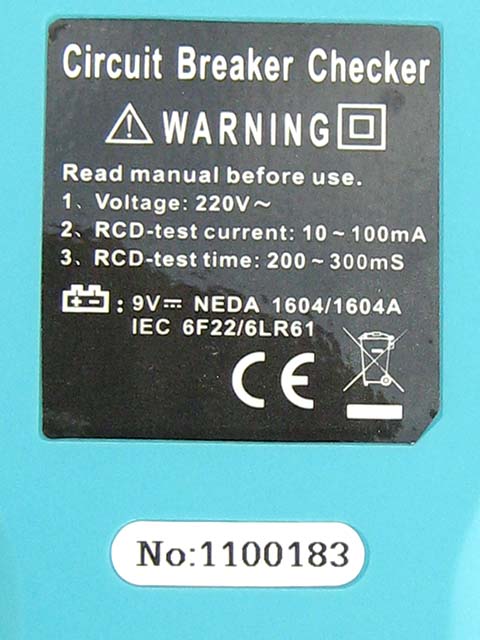 Circuit Breaker Checker
WARNING
Read manual before use.
1、Voltage: 220V～
2、RCD-test current: 10～100mA
3、RCD-test time: 200～300mS
: 9V⎓ NEDA 1604/1604A
IEC 6F22/6LR61
CE
No:1100183